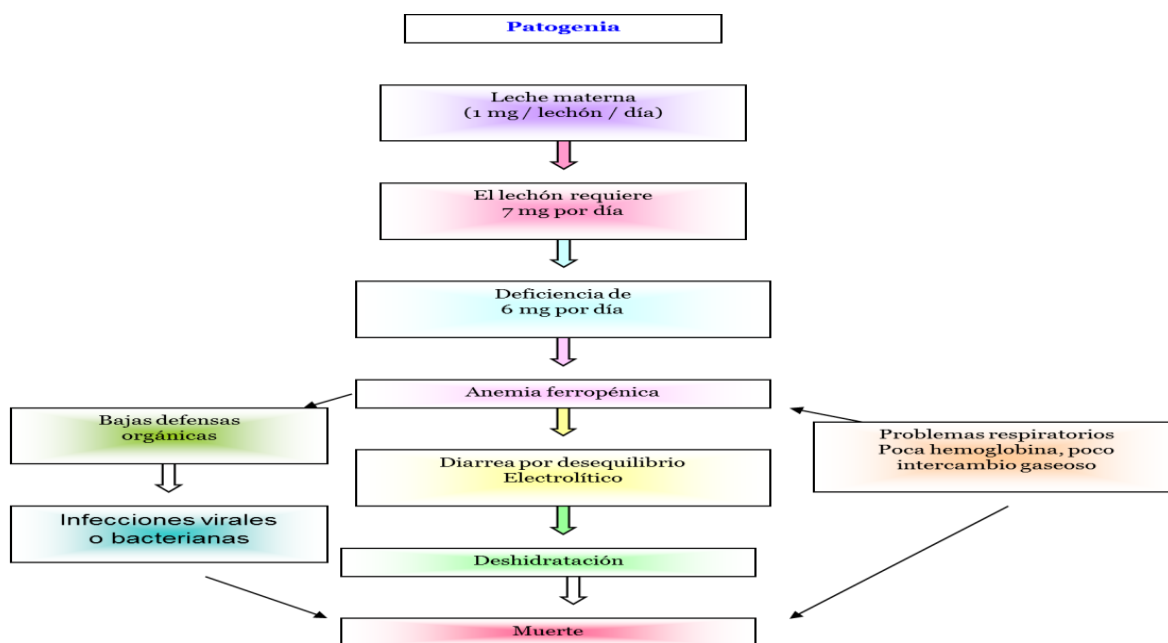 Patogenia
Leche materna
(1 mg / lechón / día)
El lechón requiere
7 mg por día
Deficiencia de
6 mg por día
Anemia ferropénica
Bajas defensas
orgánicas
Problemas respiratorios
Poca hemoglobina, poco
intercambio gaseoso
Diarrea por desequilibrio
Electrolítico
Infecciones virales
o bacterianas
Deshidratación
Muerte